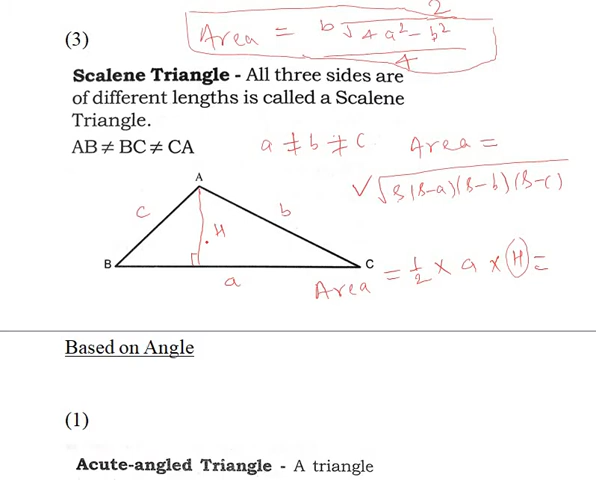 2
Area = b√4a²-b²
4
(3)
Scalene Triangle - All three sides are
of different lengths is called a Scalene
Triangle.
AB ≠ BC ≠ CA
a ≠ b ≠ c
Area =
√s(s-a)(s-b)(s-c)
A
c
b
H
B
C
a
Area = 1/2 × a × H =
Based on Angle
(1)
Acute-angled Triangle - A triangle